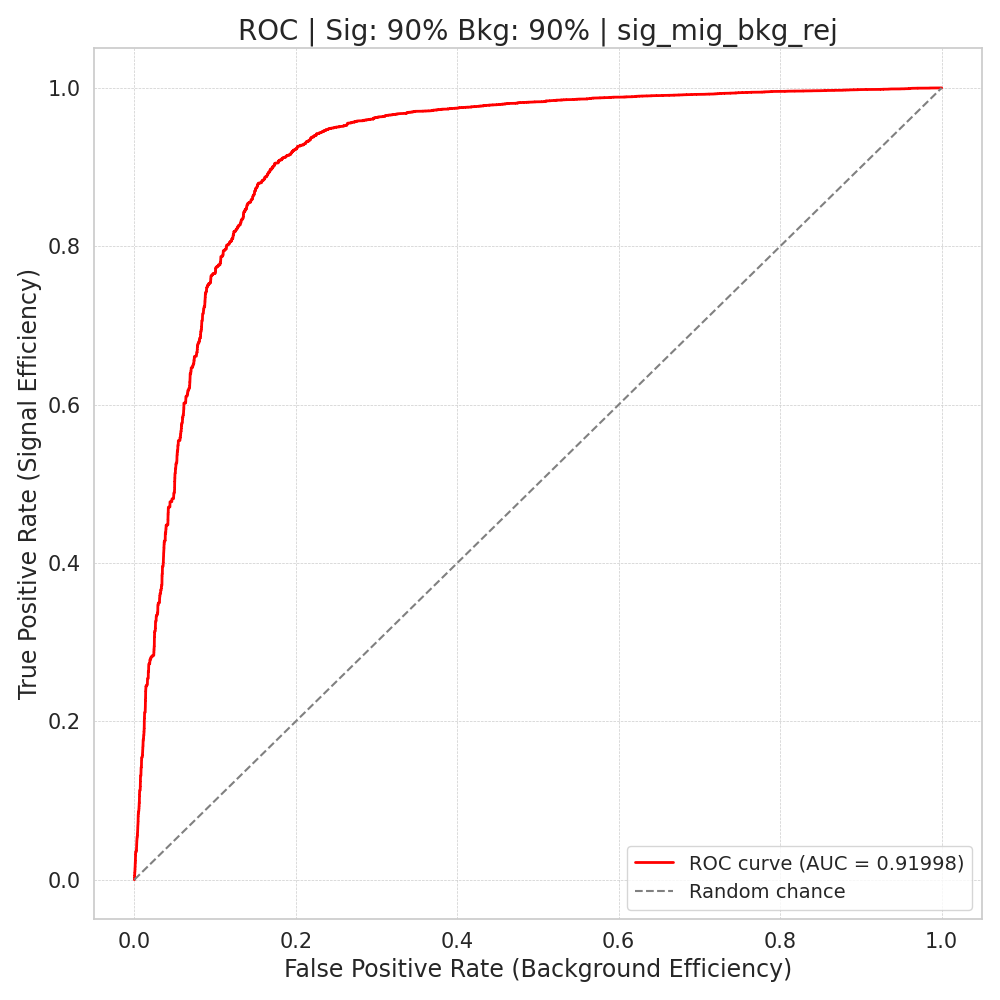 ROC | Sig: 90% Bkg: 90% | sig_mig_bkg_rej
True Positive Rate (Signal Efficiency)
1.0
0.8
0.6
0.4
0.2
0.0
ROC curve (AUC = 0.91998)
Random chance
0.0 0.2 0.4 0.6 0.8 1.0
False Positive Rate (Background Efficiency)